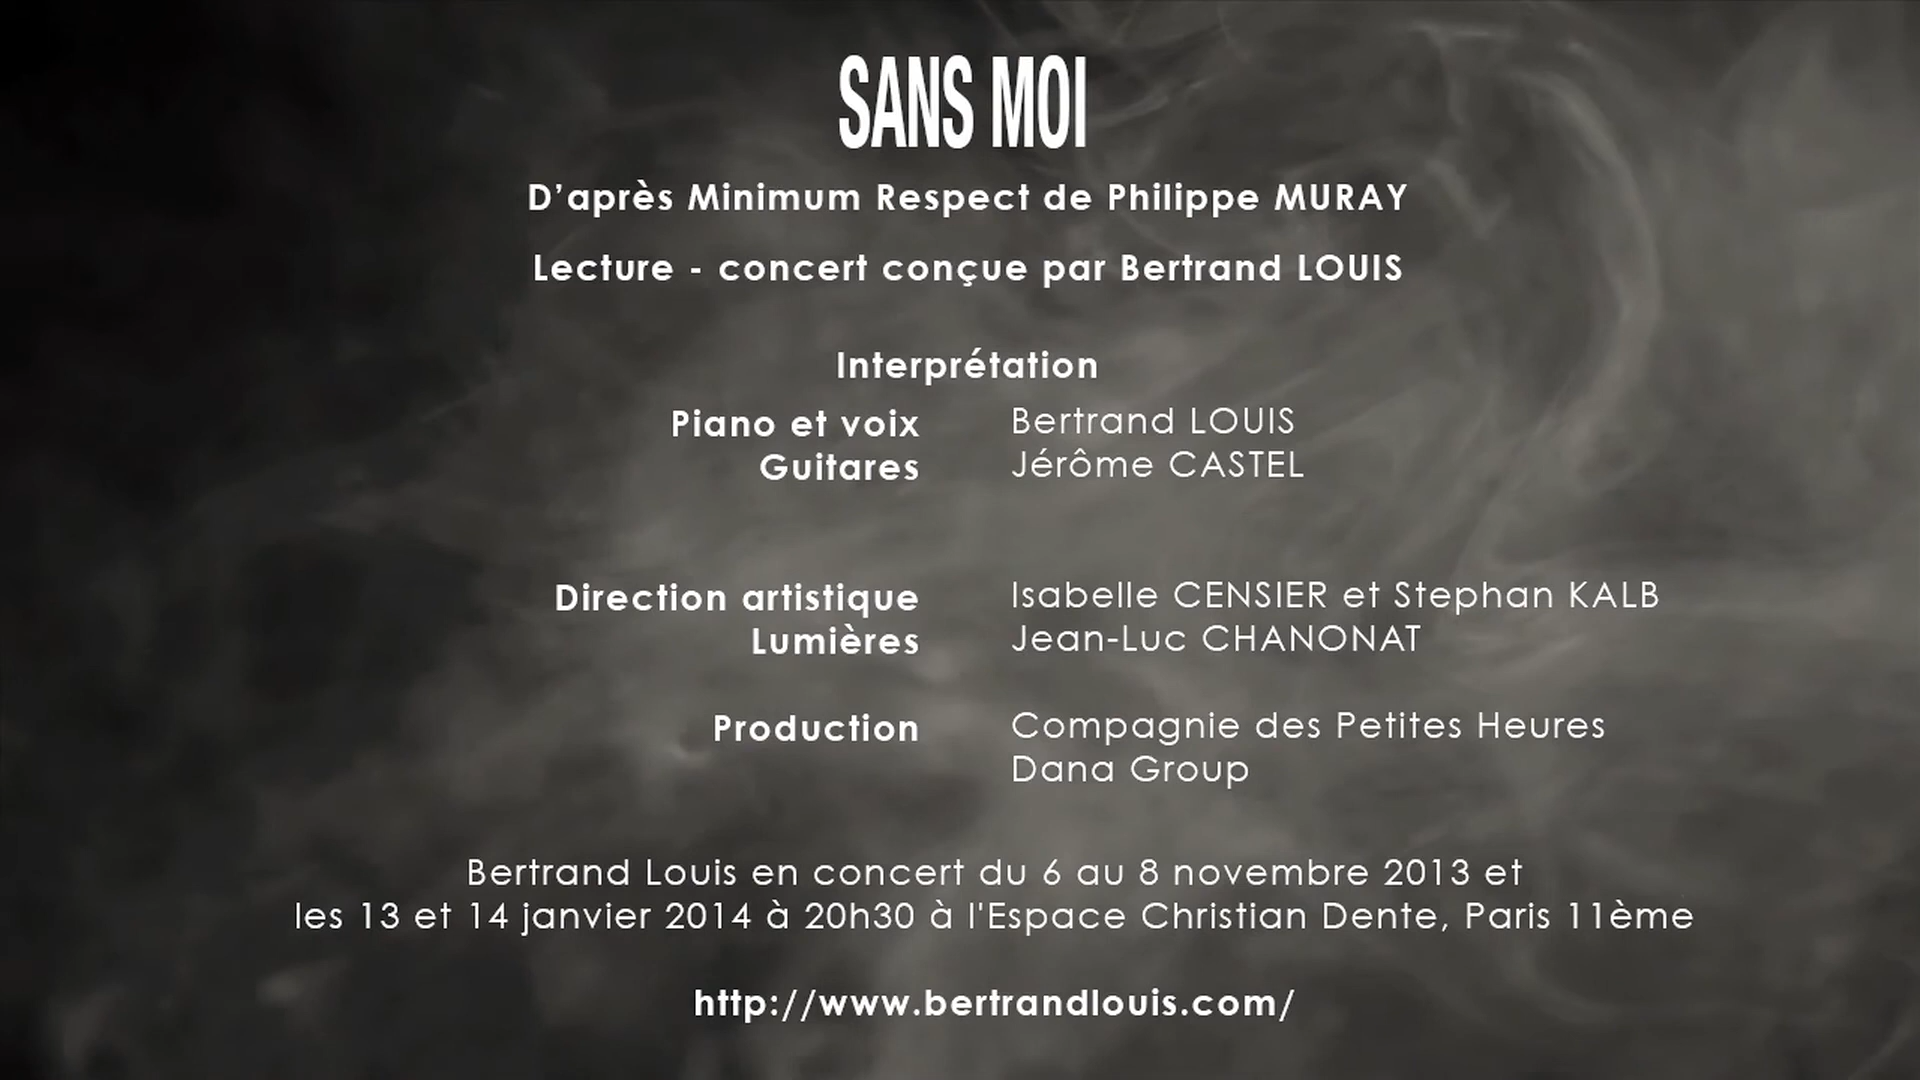 SANS MOI
D’après Minimum Respect de Philippe MURAY
Lecture - concert conçue par Bertrand LOUIS
Interprétation
Piano et voix Bertrand LOUIS
Guitares Jérôme CASTEL
Direction artistique Isabelle CENSIER et Stephan KALB
Lumières Jean-Luc CHANONAT
Production Compagnie des Petites Heures
Dana Group
Bertrand Louis en concert du 6 au 8 novembre 2013 et
les 13 et 14 janvier 2014 à 20h30 à l'Espace Christian Dente, Paris 11ème
http://www.bertrandlouis.com/